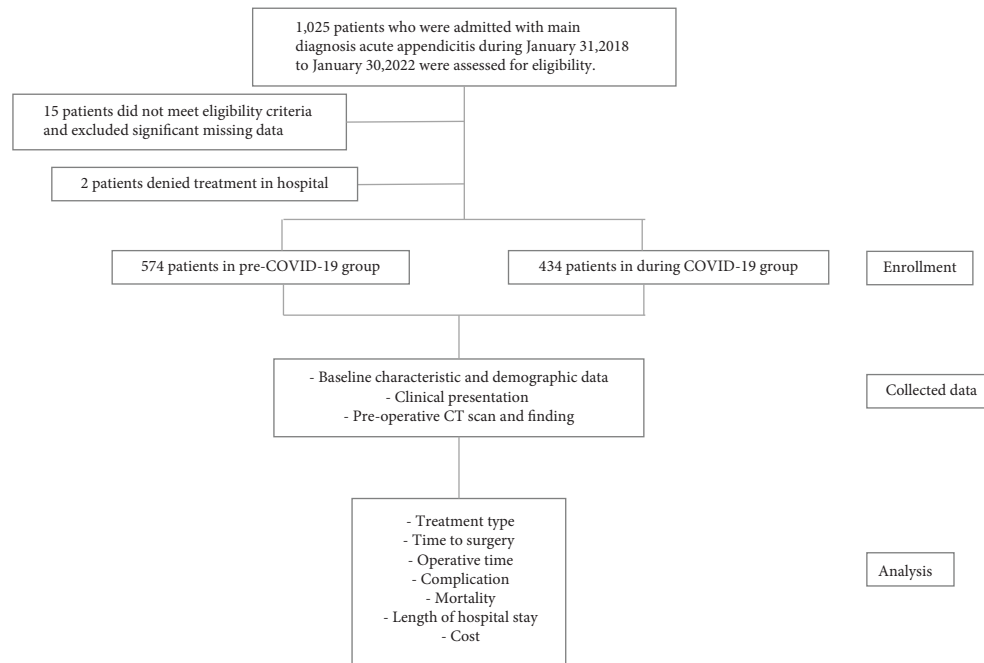 1,025 patients who were admitted with main
diagnosis acute appendicitis during January 31,2018
to January 30,2022 were assessed for eligibility.
15 patients did not meet eligibility criteria
and excluded significant missing data
2 patients denied treatment in hospital
574 patients in pre-COVID-19 group
434 patients in during COVID-19 group
Enrollment
- Baseline characteristic and demographic data
- Clinical presentation
- Pre-operative CT scan and finding
Collected data
- Treatment type
- Time to surgery
- Operative time
- Complication
- Mortality
- Length of hospital stay
- Cost
Analysis